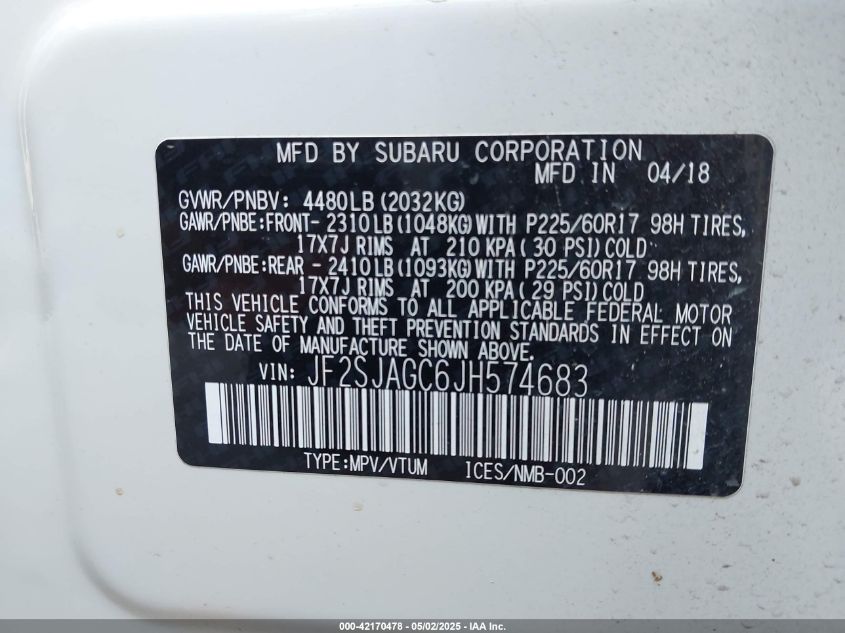 MFD BY SUBARU CORPORATION
MFD IN 04/18
GVWR/PNBV: 4480LB(2032KG)
GAWR/PNBE:FRONT- 2310LB(1048KG)WITH P225/60R17 98H TIRES,
17X7J RIMS AT 210 KPA( 30 PSI)COLD
GAWR/PNBE:REAR - 2410LB(1093KG)WITH P225/60R17 98H TIRES,
17X7J RIMS AT 200 KPA( 29 PSI)COLD
THIS VEHICLE CONFORMS TO ALL APPLICABLE FEDERAL MOTOR
VEHICLE SAFETY AND THEFT PREVENTION STANDARDS IN EFFECT ON
THE DATE OF MANUFACTURE SHOWN ABOVE.
VIN: JF2SJAGC6JH574683
TYPE:MPV/VTUM ICES/NMB-002
000-42170478 - 05/02/2025 - IAA Inc.